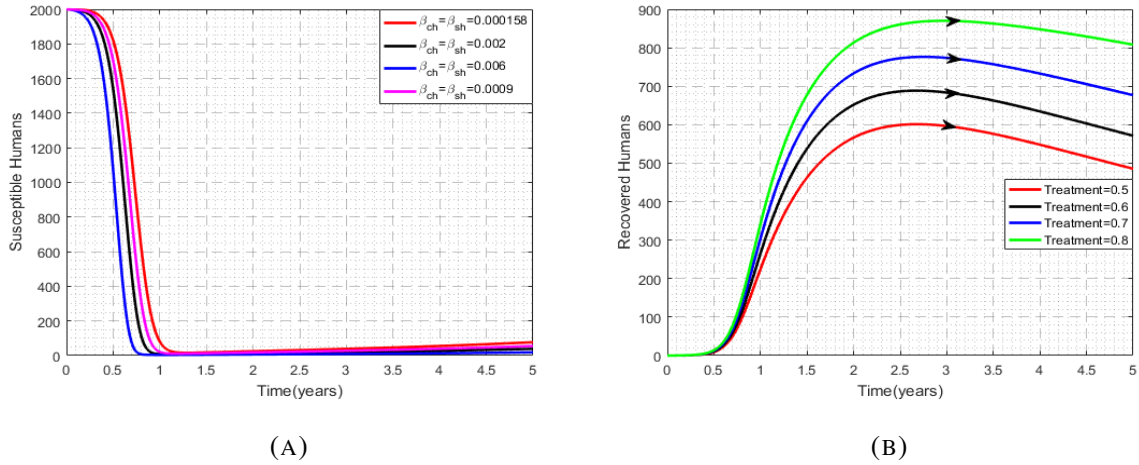 2000
1800
1600
1400
1200
1000
800
600
400
200
0
Susceptible Humans
0 0.5 1 1.5 2 2.5 3 3.5 4 4.5 5
Time(years)
β_ch=β_sh=0.000158
β_ch=β_sh=0.002
β_ch=β_sh=0.006
β_ch=β_sh=0.0009
(A)
900
800
700
600
500
400
300
200
100
0
Recovered Humans
0 0.5 1 1.5 2 2.5 3 3.5 4 4.5 5
Time(years)
Treatment=0.5
Treatment=0.6
Treatment=0.7
Treatment=0.8
(B)